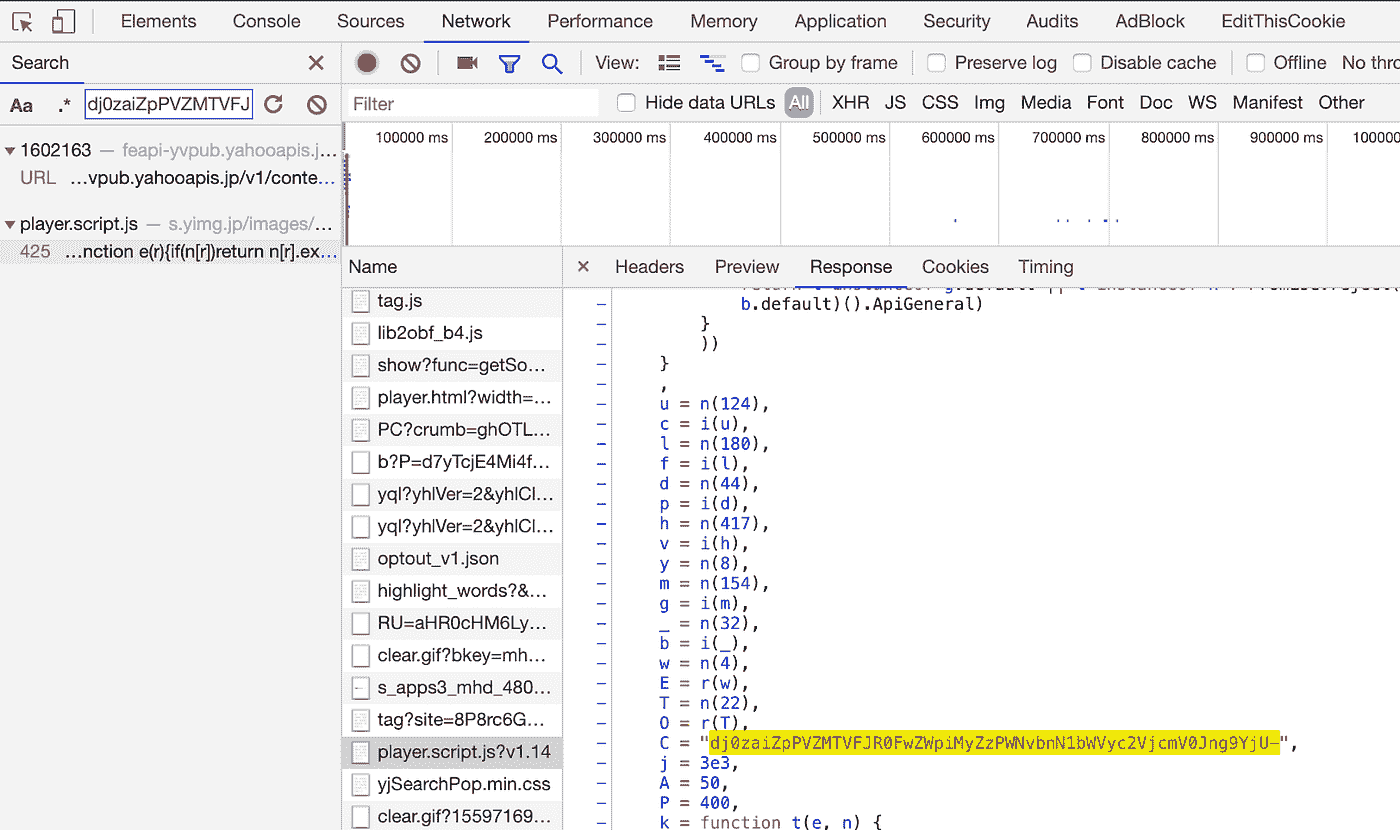 Elements Console Sources Network Performance Memory Application Security Audits AdBlock EditThisCookie
Search
View: Group by frame Preserve log Disable cache Offline No thro
Aa .* dj0zaiZpPVZMTVFJ
Filter Hide data URLs All XHR JS CSS Img Media Font Doc WS Manifest Other
100000 ms 200000 ms 300000 ms 400000 ms 500000 ms 600000 ms 700000 ms 800000 ms 900000 ms 10000
1602163 — feapi-yvpub.yahooapis.j…
URL …vpub.yahooapis.jp/v1/conte…
player.script.js — s.yimg.jp/images/…
425 …nction e(r){if(n[r])return n[r].ex…
Name
Headers Preview Response Cookies Timing
tag.js
lib2obf_b4.js
show?func=getSo…
player.html?width=…
PC?crumb=ghOTL…
b?P=d7yTcjE4Mi4f…
yql?yhlVer=2&yhlCl…
yql?yhlVer=2&yhlCl…
optout_v1.json
highlight_words?&…
RU=aHR0cHM6Ly…
clear.gif?bkey=mh…
s_apps3_mhd_480…
tag?site=8P8rc6G…
player.script.js?v1.14
yjSearchPop.min.css
clear.gif?15597169…
b.default)().ApiGeneral)
}
))
}
,
u = n(124),
c = i(u),
l = n(180),
f = i(l),
d = n(44),
p = i(d),
h = n(417),
v = i(h),
y = n(8),
m = n(154),
g = i(m),
_ = n(32),
b = i(_),
w = n(4),
E = r(w),
T = n(22),
O = r(T),
C = "dj0zaiZpPVZMTVFJR0FwZWpiMyZzPWNvbnN1bWVyc2VjcmV0Jng9YjU-",
j = 3e3,
A = 50,
P = 400,
k = function t(e, n) {